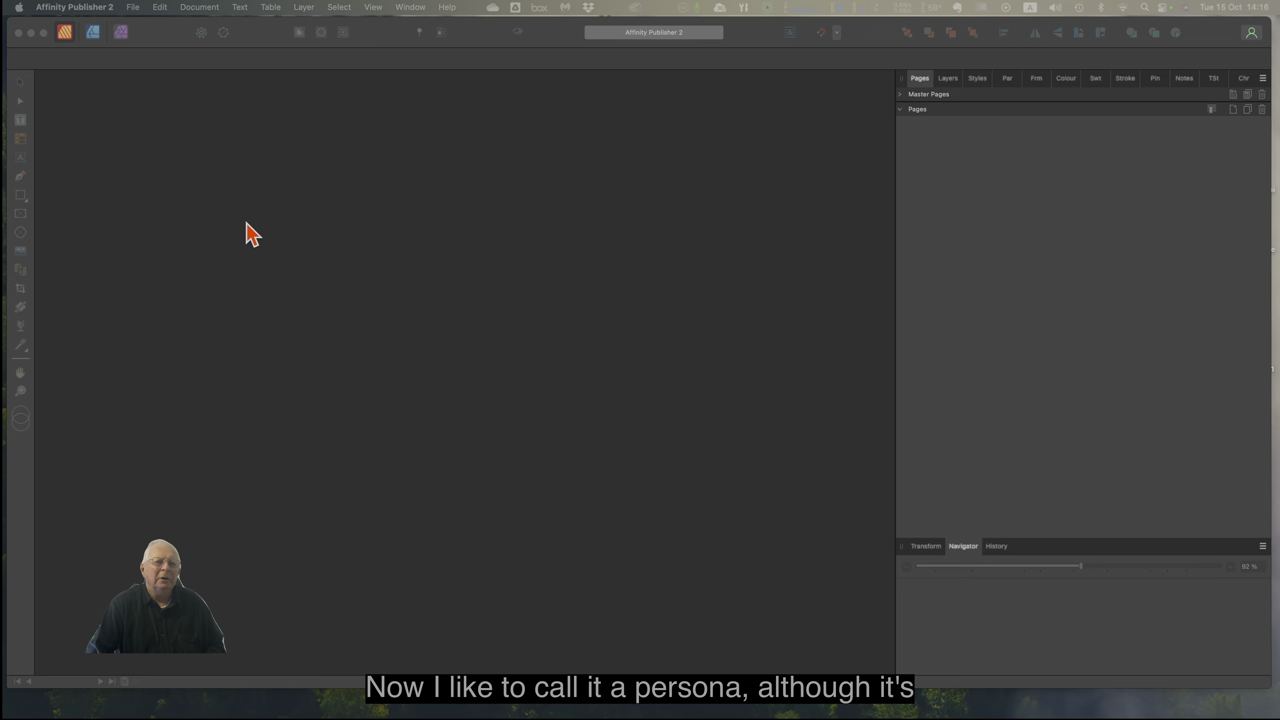 Affinity Publisher 2 File Edit Document Text Table Layer Select View Window Help box A Tue 15 Oct 14:16
Affinity Publisher 2
Pages Layers Styles Par Frm Colour Swt Stroke Pin Notes TSt Chr
Master Pages
Pages
Transform Navigator History
92 %
Now I like to call it a persona, although it's